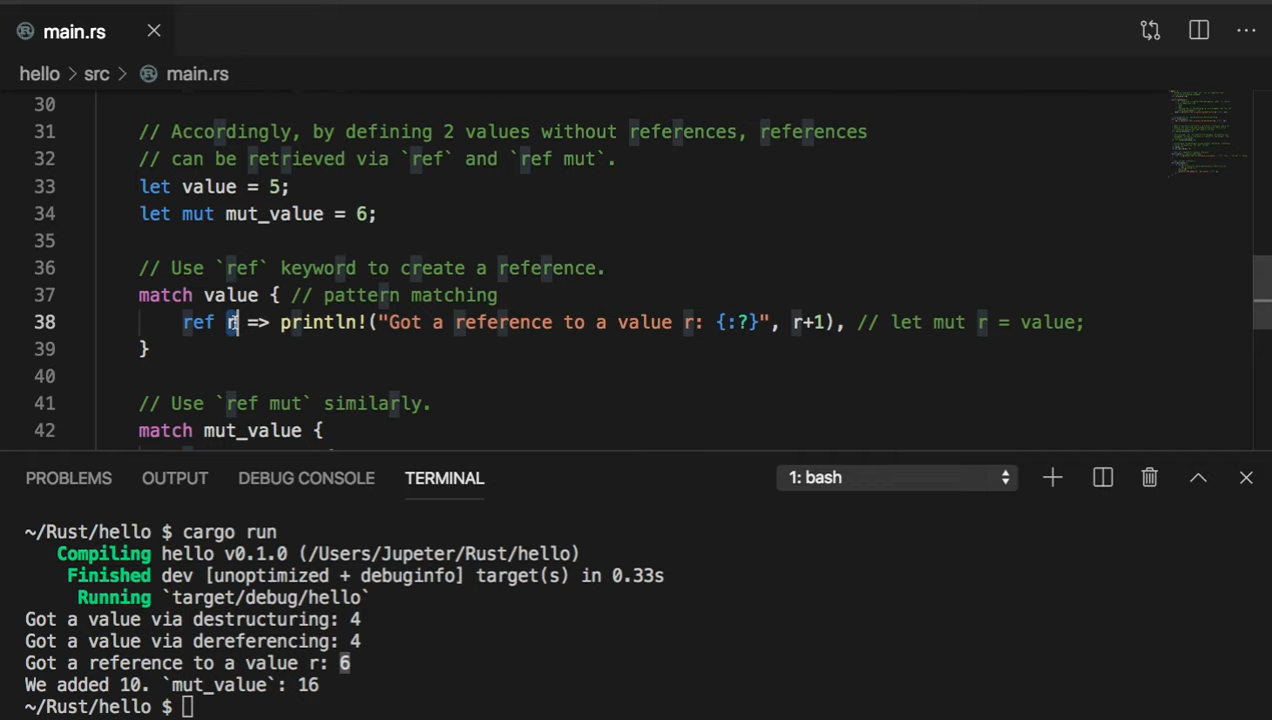 main.rs
hello > src > main.rs
30
31 // Accordingly, by defining 2 values without references, references
32 // can be retrieved via `ref` and `ref mut`.
33 let value = 5;
34 let mut mut_value = 6;
35
36 // Use `ref` keyword to create a reference.
37 match value { // pattern matching
38 ref r => println!("Got a reference to a value r: {:?}", r+1), // let mut r = value;
39 }
40
41 // Use `ref mut` similarly.
42 match mut_value {
PROBLEMS OUTPUT DEBUG CONSOLE TERMINAL 1: bash
~/Rust/hello $ cargo run
Compiling hello v0.1.0 (/Users/Jupeter/Rust/hello)
Finished dev [unoptimized + debuginfo] target(s) in 0.33s
Running `target/debug/hello`
Got a value via destructuring: 4
Got a value via dereferencing: 4
Got a reference to a value r: 6
We added 10. `mut_value`: 16
~/Rust/hello $